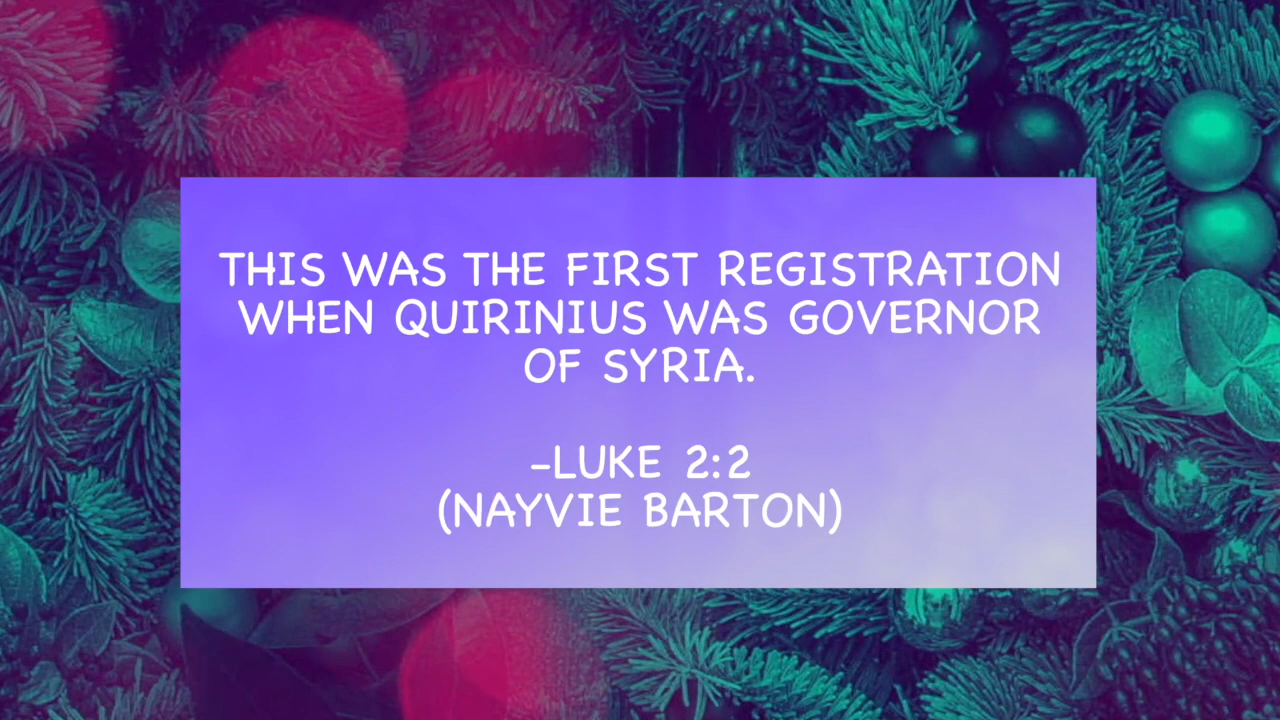 THIS WAS THE FIRST REGISTRATION
WHEN QUIRINIUS WAS GOVERNOR
OF SYRIA.
-LUKE 2:2
(NAYVIE BARTON)